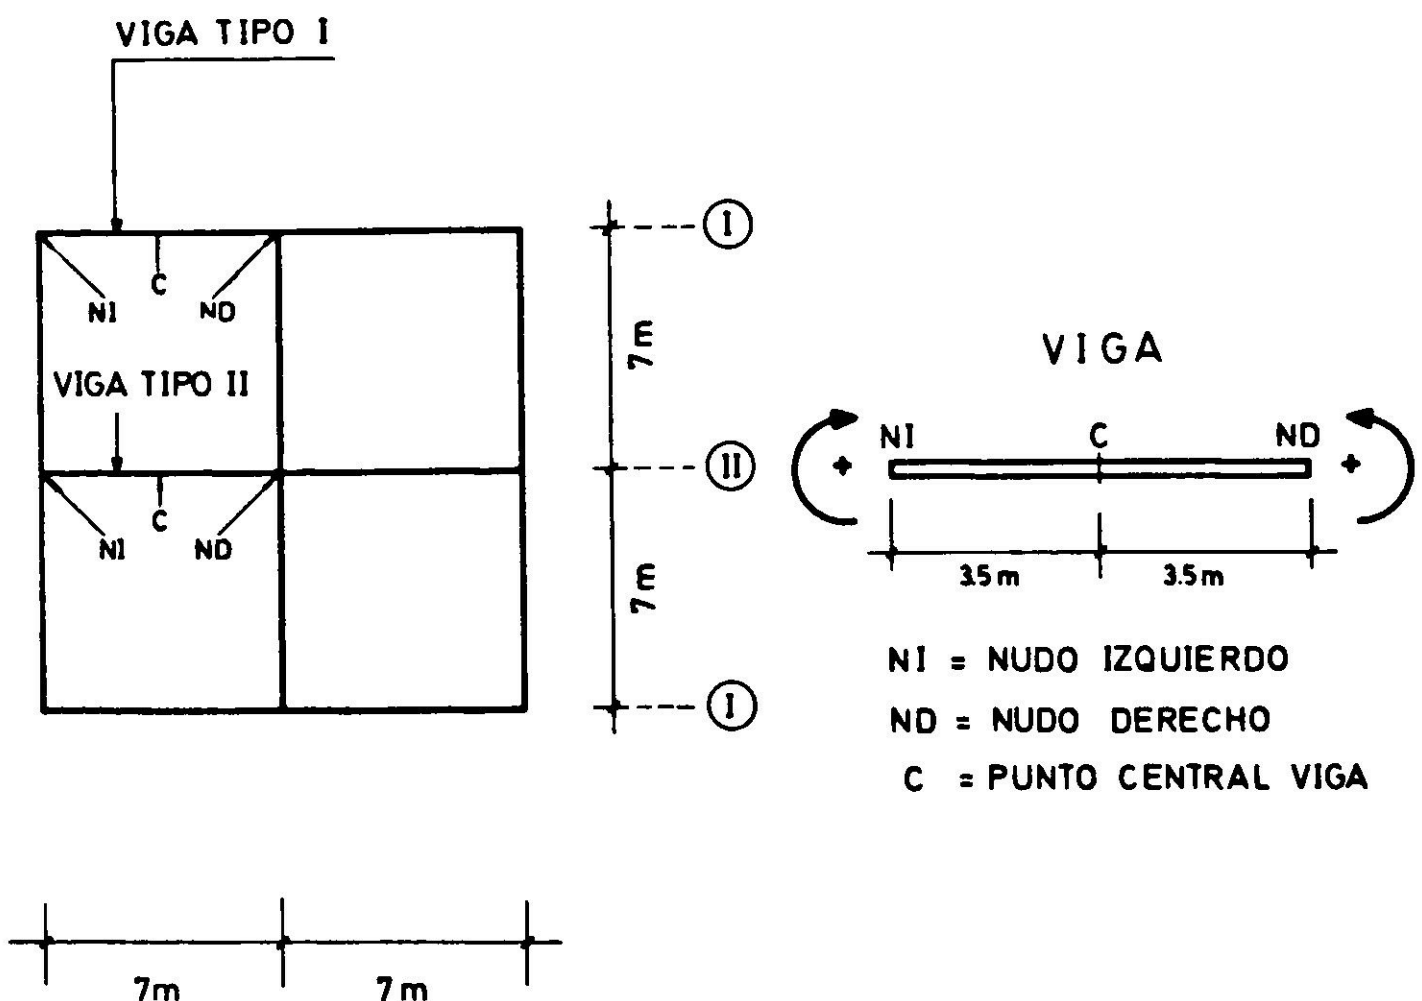 VIGA TIPO I
I
C
NI
ND
7m
VIGA TIPO II
II
C
NI
ND
7m
I
7m
7m
VIGA
NI
C
ND
+
+
3.5m
3.5m
NI = NUDO IZQUIERDO
ND = NUDO DERECHO
C = PUNTO CENTRAL VIGA